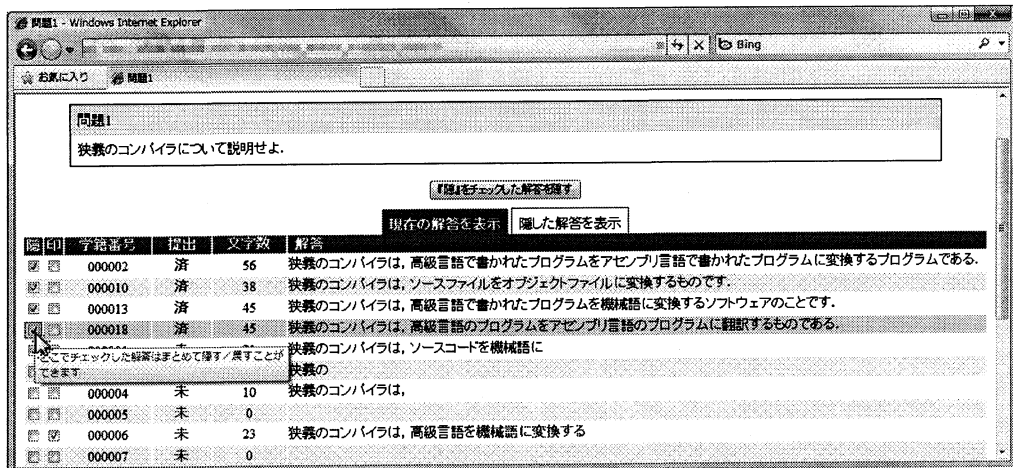 問題1 - Windows Internet Explorer
Bing
お気に入り 問題1
問題1
狭義のコンパイラについて説明せよ.
『隠』をチェックした解答を隠す
現在の解答を表示 隠した解答を表示
隠 印 学籍番号 提出 文字数 解答
000002 済 56 狭義のコンパイラは, 高級言語で書かれたプログラムをアセンブリ言語で書かれたプログラムに変換するプログラムである.
000010 済 38 狭義のコンパイラは, ソースファイルをオブジェクトファイルに変換するものです.
000013 済 45 狭義のコンパイラは, 高級言語で書かれたプログラムを機械語に変換するソフトウェアのことです.
000018 済 45 狭義のコンパイラは, 高級言語のプログラムをアセンブリ言語のプログラムに翻訳するものである.
狭義のコンパイラは, ソースコードを機械語に
ここでチェックした解答はまとめて隠す／戻すことが
狭義の
できます
000004 未 10 狭義のコンパイラは,
000005 未 0
000006 未 23 狭義のコンパイラは, 高級言語を機械語に変換する
000007 未 0